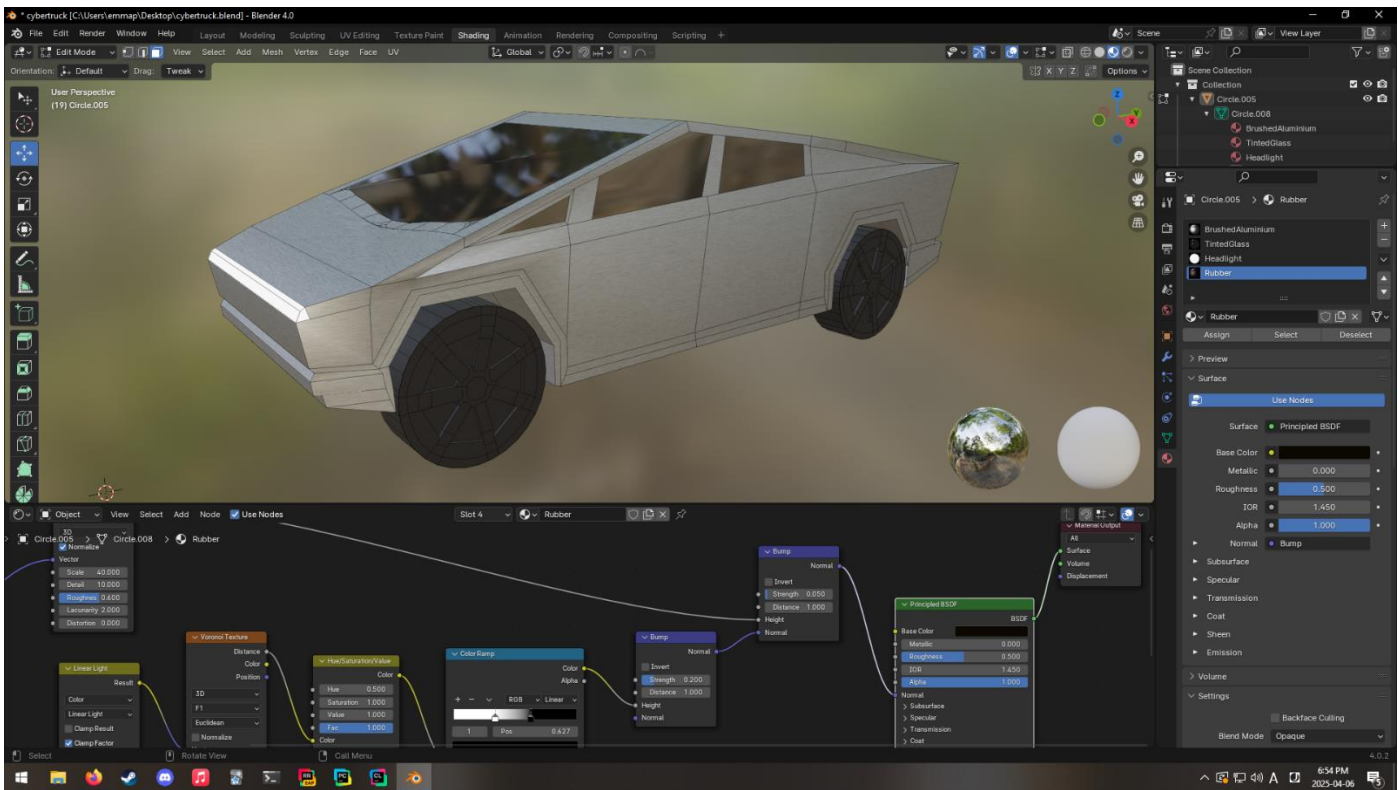 * cybertruck [C:\Users\emmap\Desktop\cybertruck.blend] - Blender 4.0
File Edit Render Window Help Layout Modeling Sculpting UV Editing Texture Paint Shading Animation Rendering Compositing Scripting + Scene View Layer
Edit Mode View Select Add Mesh Vertex Edge Face UV Global
Orientation: Default Drag: Tweak X Y Z Options
User Perspective
(19) Circle.005
Z
Y
X
Scene Collection
Collection
Circle.005
Circle.008
BrushedAluminium
TintedGlass
Headlight
Circle.005 > Rubber
BrushedAluminium
TintedGlass
Headlight
Rubber
Rubber
Assign Select Deselect
Preview
Surface
Use Nodes
Surface Principled BSDF
Base Color
Metallic 0.000
Roughness 0.500
IOR 1.450
Alpha 1.000
Normal Bump
Subsurface
Specular
Transmission
Coat
Sheen
Emission
Volume
Settings
Backface Culling
Blend Mode Opaque
Object View Select Add Node Use Nodes Slot 4 Rubber
Circle.005 > Circle.008 > Rubber
3D
Normalize
Vector
Scale 40.000
Detail 10.000
Roughnes 0.600
Lacunarity 2.000
Distortion 0.000
Linear Light
Result
Color
Linear Light
Clamp Result
Clamp Factor
Voronoi Texture
Distance
Color
Position
3D
F1
Euclidean
Normalize
Hue/Saturation/Value
Color
Hue 0.500
Saturation 1.000
Value 1.000
Fac 1.000
Color
Color Ramp
Color
Alpha
+ - RGB Linear
1 Pos 0.627
Bump
Normal
Invert
Strength 0.200
Distance 1.000
Height
Normal
Bump
Normal
Invert
Strength 0.050
Distance 1.000
Height
Normal
Principled BSDF
BSDF
Base Color
Metallic 0.000
Roughness 0.500
IOR 1.450
Alpha 1.000
Normal
Subsurface
Specular
Transmission
Coat
Material Output
All
Surface
Volume
Displacement
Select Rotate View Call Menu 4.0.2
6:54 PM
2025-04-06